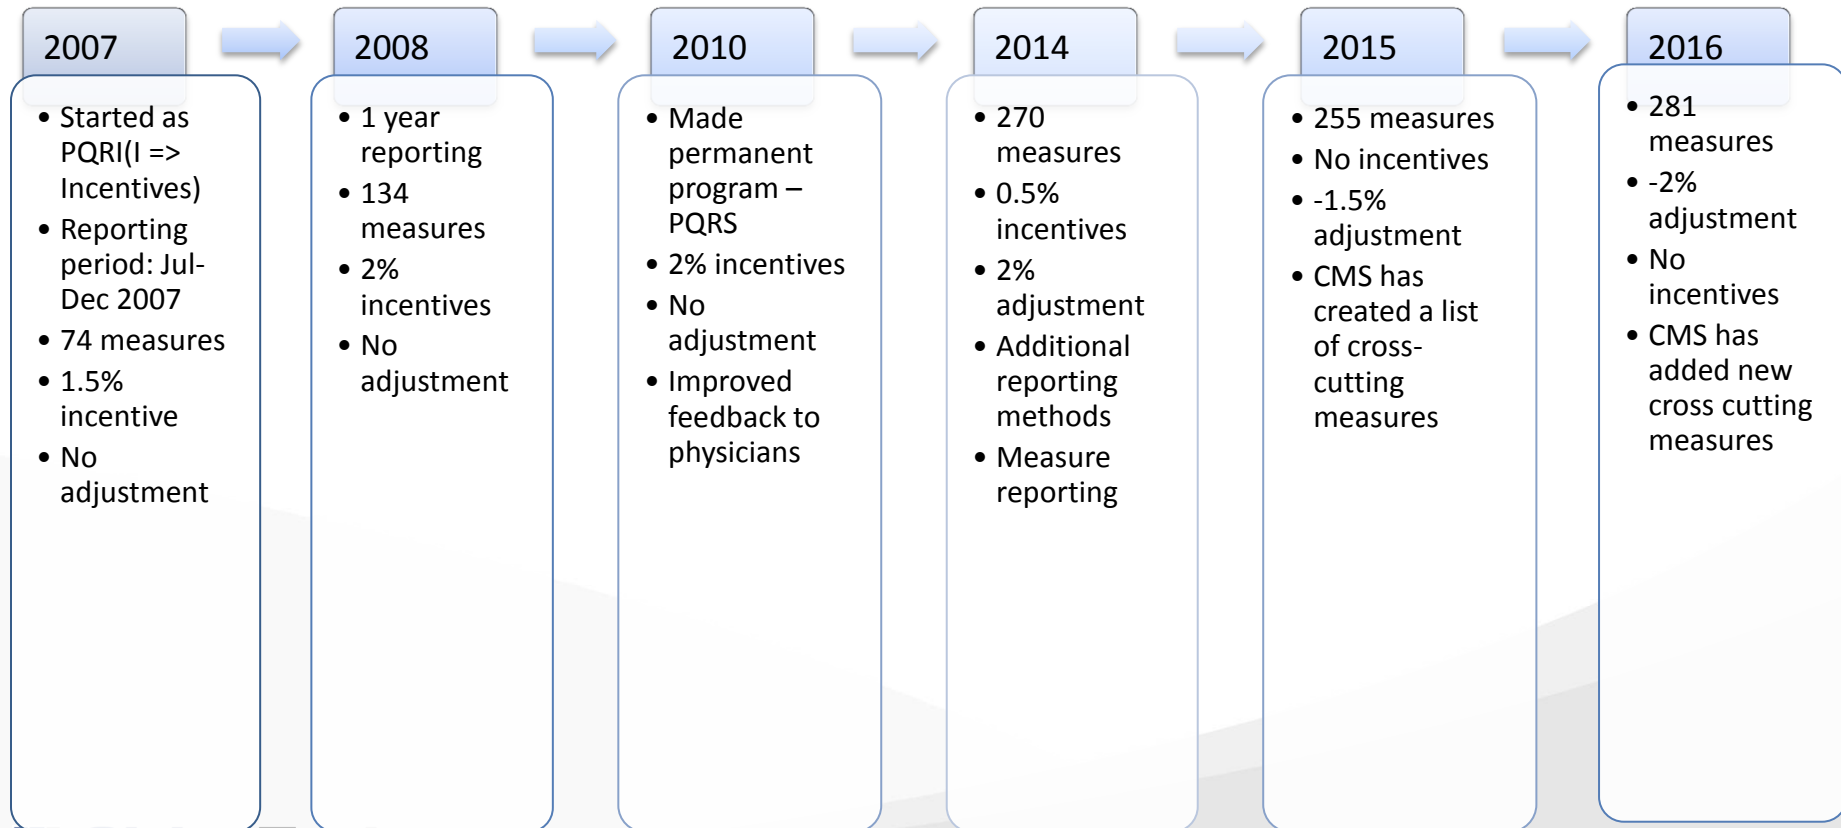 2007
• Started as
PQRI(I =>
Incentives)
• Reporting
period: Jul-
Dec 2007
• 74 measures
• 1.5%
incentive
• No
adjustment
2008
• 1 year
reporting
• 134
measures
• 2%
incentives
• No
adjustment
2010
• Made
permanent
program –
PQRS
• 2% incentives
• No
adjustment
• Improved
feedback to
physicians
2014
• 270
measures
• 0.5%
incentives
• 2%
adjustment
• Additional
reporting
methods
• Measure
reporting
2015
• 255 measures
• No incentives
• -1.5%
adjustment
• CMS has
created a list
of cross-
cutting
measures
2016
• 281
measures
• -2%
adjustment
• No
incentives
• CMS has
added new
cross cutting
measures